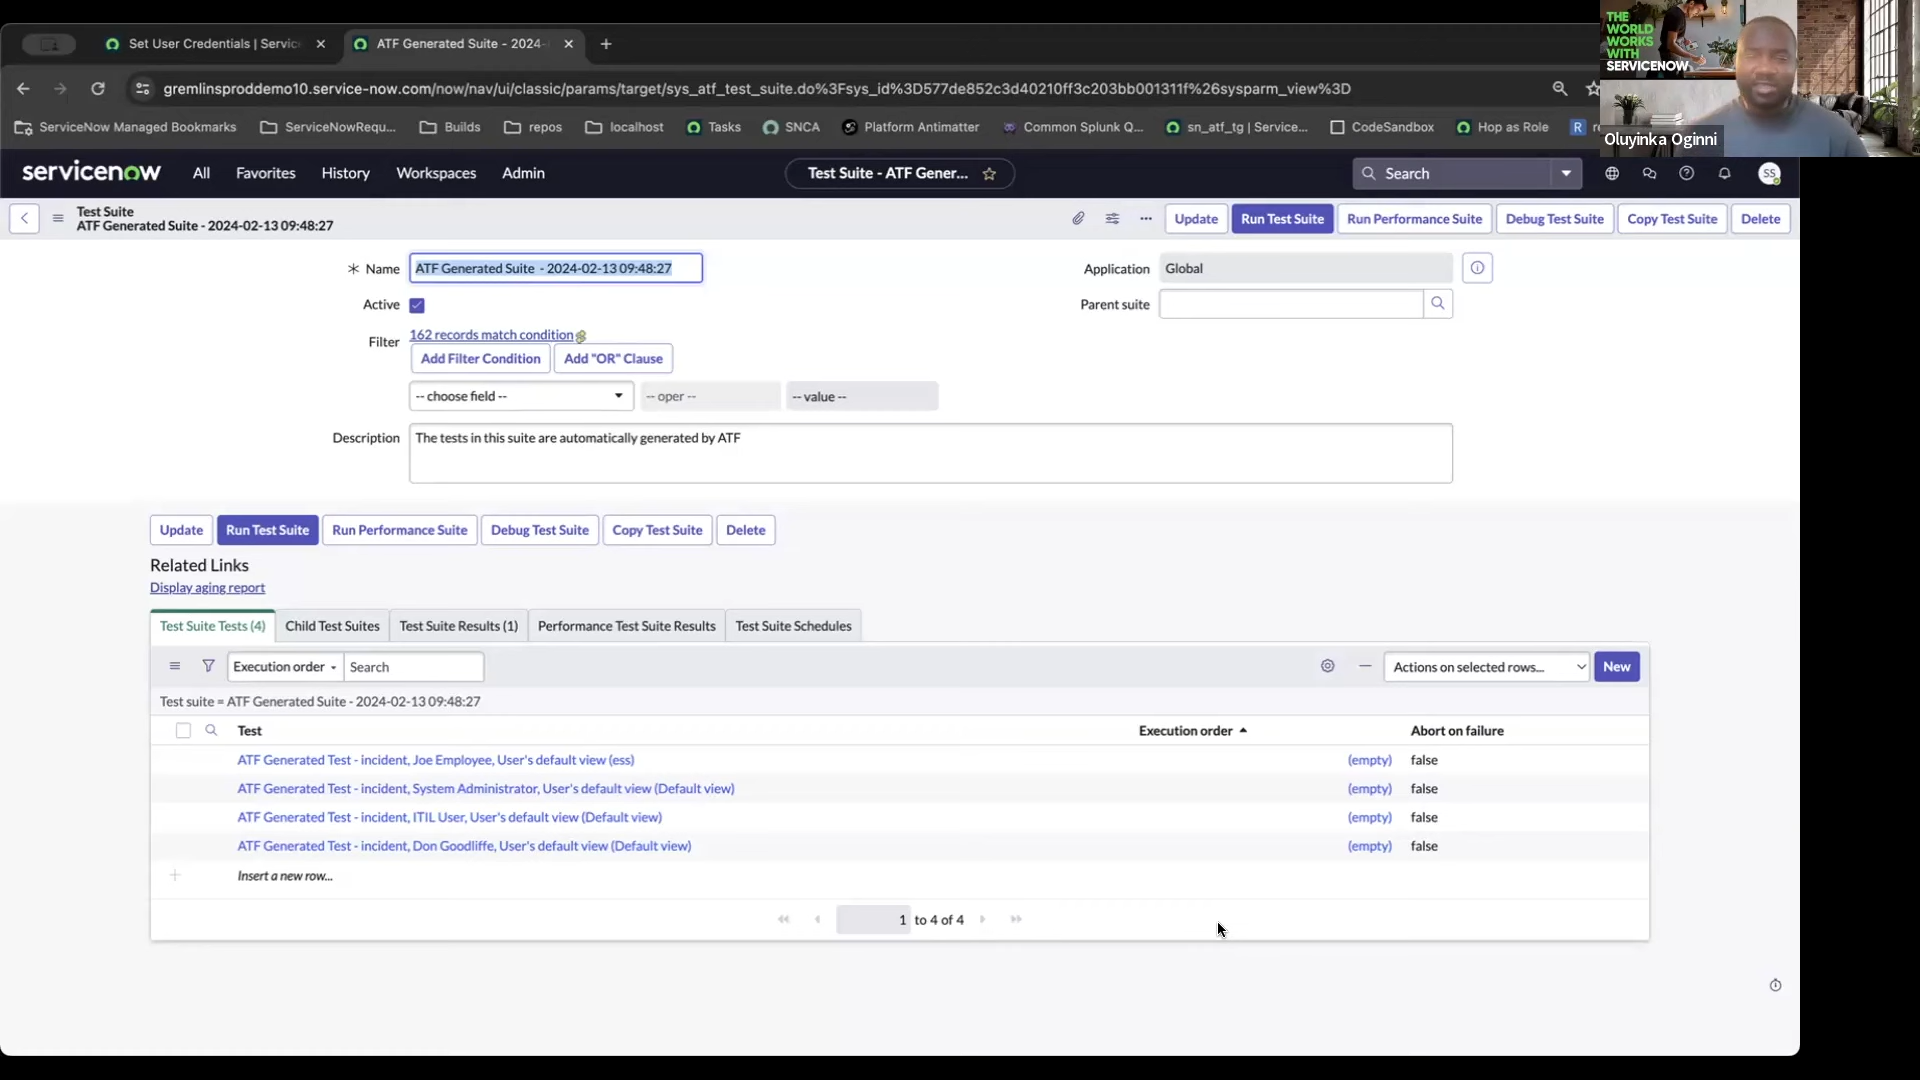 Set User Credentials | Servic
ATF Generated Suite - 2024-
gremlinsproddemo10.service-now.com/now/nav/ui/classic/params/target/sys_atf_test_suite.do%3Fsys_id%3D577de852c3d40210ff3c203bb001311f%26sysparm_view%3D
ServiceNow Managed Bookmarks
ServiceNowRequ...
Builds
repos
localhost
Tasks
SNCA
Platform Antimatter
Common Splunk Q...
sn_atf_tg | Service...
CodeSandbox
Hop as Role
R
THE
WORLD
WORKS
WITH
SERVICENOW
Oluyinka Oginni
servicenow
All
Favorites
History
Workspaces
Admin
Test Suite - ATF Gener...
Search
SS
Test Suite
ATF Generated Suite - 2024-02-13 09:48:27
Update
Run Test Suite
Run Performance Suite
Debug Test Suite
Copy Test Suite
Delete
Name
ATF Generated Suite - 2024-02-13 09:48:27
Application
Global
Active
Parent suite
Filter
162 records match condition
Add Filter Condition
Add "OR" Clause
-- choose field --
-- oper --
-- value --
Description
The tests in this suite are automatically generated by ATF
Update
Run Test Suite
Run Performance Suite
Debug Test Suite
Copy Test Suite
Delete
Related Links
Display aging report
Test Suite Tests (4)
Child Test Suites
Test Suite Results (1)
Performance Test Suite Results
Test Suite Schedules
Execution order
Search
Actions on selected rows...
New
Test suite = ATF Generated Suite - 2024-02-13 09:48:27
Test
Execution order
Abort on failure
ATF Generated Test - incident, Joe Employee, User's default view (ess)
(empty)
false
ATF Generated Test - incident, System Administrator, User's default view (Default view)
(empty)
false
ATF Generated Test - incident, ITIL User, User's default view (Default view)
(empty)
false
ATF Generated Test - incident, Don Goodliffe, User's default view (Default view)
(empty)
false
Insert a new row...
1 to 4 of 4